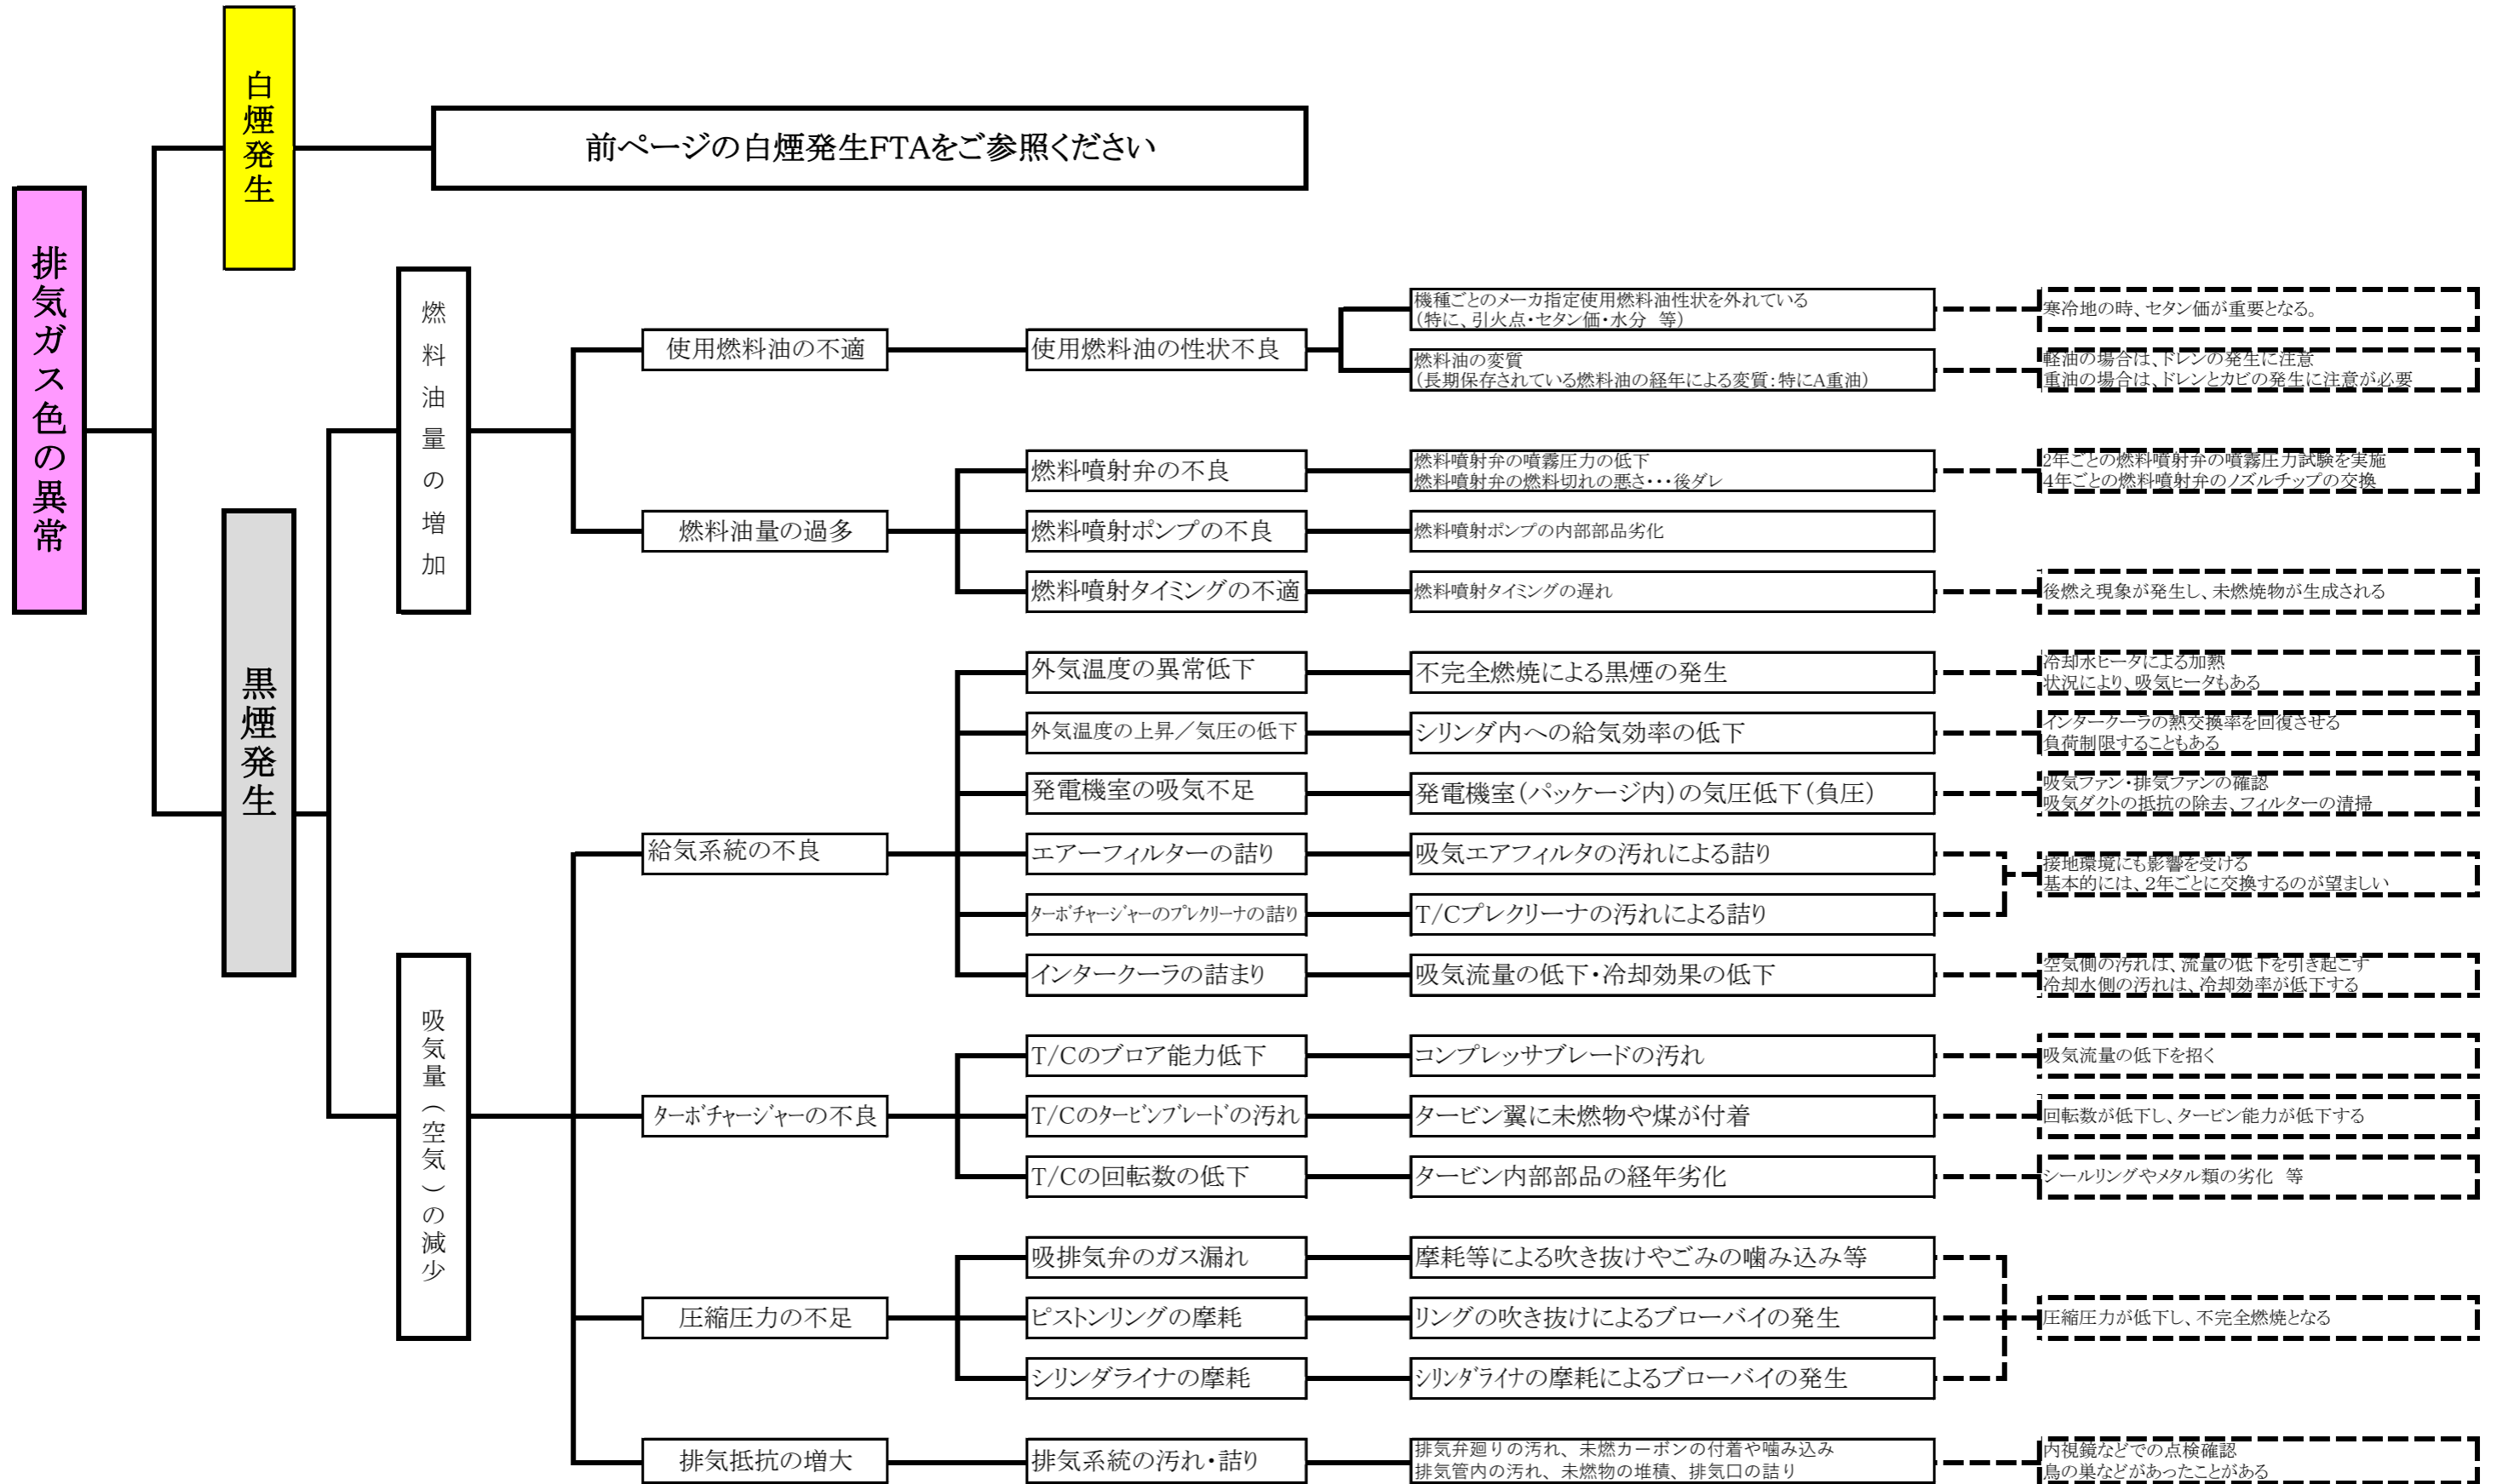 排気ガス色の異常
白煙発生
前ページの白煙発生FTAをご参照ください
黒煙発生
燃料油量の増加
使用燃料油の不適
使用燃料油の性状不良
機種ごとのメーカ指定使用燃料油性状を外れている
(特に、引火点・セタン価・水分　等)
寒冷地の時、セタン価が重要となる。
燃料油の変質
(長期保存されている燃料油の経年による変質:特にA重油)
軽油の場合は、ドレンの発生に注意
重油の場合は、ドレンとカビの発生に注意が必要
燃料油量の過多
燃料噴射弁の不良
燃料噴射弁の噴霧圧力の低下
燃料噴射弁の燃料切れの悪さ・・・後ダレ
2年ごとの燃料噴射弁の噴霧圧力試験を実施
4年ごとの燃料噴射弁のノズルチップの交換
燃料噴射ポンプの不良
燃料噴射ポンプの内部部品劣化
燃料噴射タイミングの不適
燃料噴射タイミングの遅れ
後燃え現象が発生し、未燃焼物が生成される
吸気量(空気)の減少
給気系統の不良
外気温度の異常低下
不完全燃焼による黒煙の発生
冷却水ヒータによる加熱
状況により、吸気ヒータもある
外気温度の上昇／気圧の低下
シリンダ内への給気効率の低下
インタークーラの熱交換率を回復させる
負荷制限することもある
発電機室の吸気不足
発電機室(パッケージ内)の気圧低下(負圧)
吸気ファン・排気ファンの確認
吸気ダクトの抵抗の除去、フィルターの清掃
エアーフィルターの詰り
吸気エアフィルタの汚れによる詰り
接地環境にも影響を受ける
基本的には、2年ごとに交換するのが望ましい
ターボチャージャーのプレクリーナの詰り
T/Cプレクリーナの汚れによる詰り
インタークーラの詰まり
吸気流量の低下・冷却効果の低下
空気側の汚れは、流量の低下を引き起こす
冷却水側の汚れは、冷却効率が低下する
ターボチャージャーの不良
T/Cのブロア能力低下
コンプレッサブレードの汚れ
吸気流量の低下を招く
T/Cのタービンブレードの汚れ
タービン翼に未燃物や煤が付着
回転数が低下し、タービン能力が低下する
T/Cの回転数の低下
タービン内部部品の経年劣化
シールリングやメタル類の劣化　等
圧縮圧力の不足
吸排気弁のガス漏れ
摩耗等による吹き抜けやごみの噛み込み等
ピストンリングの摩耗
リングの吹き抜けによるブローバイの発生
圧縮圧力が低下し、不完全燃焼となる
シリンダライナの摩耗
シリンダライナの摩耗によるブローバイの発生
排気抵抗の増大
排気系統の汚れ・詰り
排気弁廻りの汚れ、未燃カーボンの付着や噛み込み
排気管内の汚れ、未燃物の堆積、排気口の詰り
内視鏡などでの点検確認
鳥の巣などがあったことがある